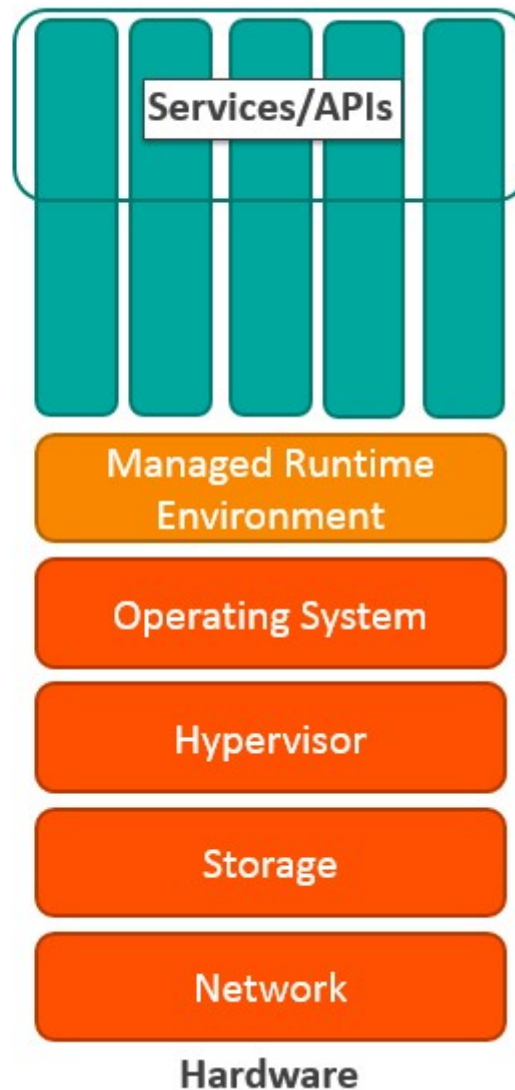 Services/APIs
Managed Runtime
Environment
Operating System
Hypervisor
Storage
Network
Hardware